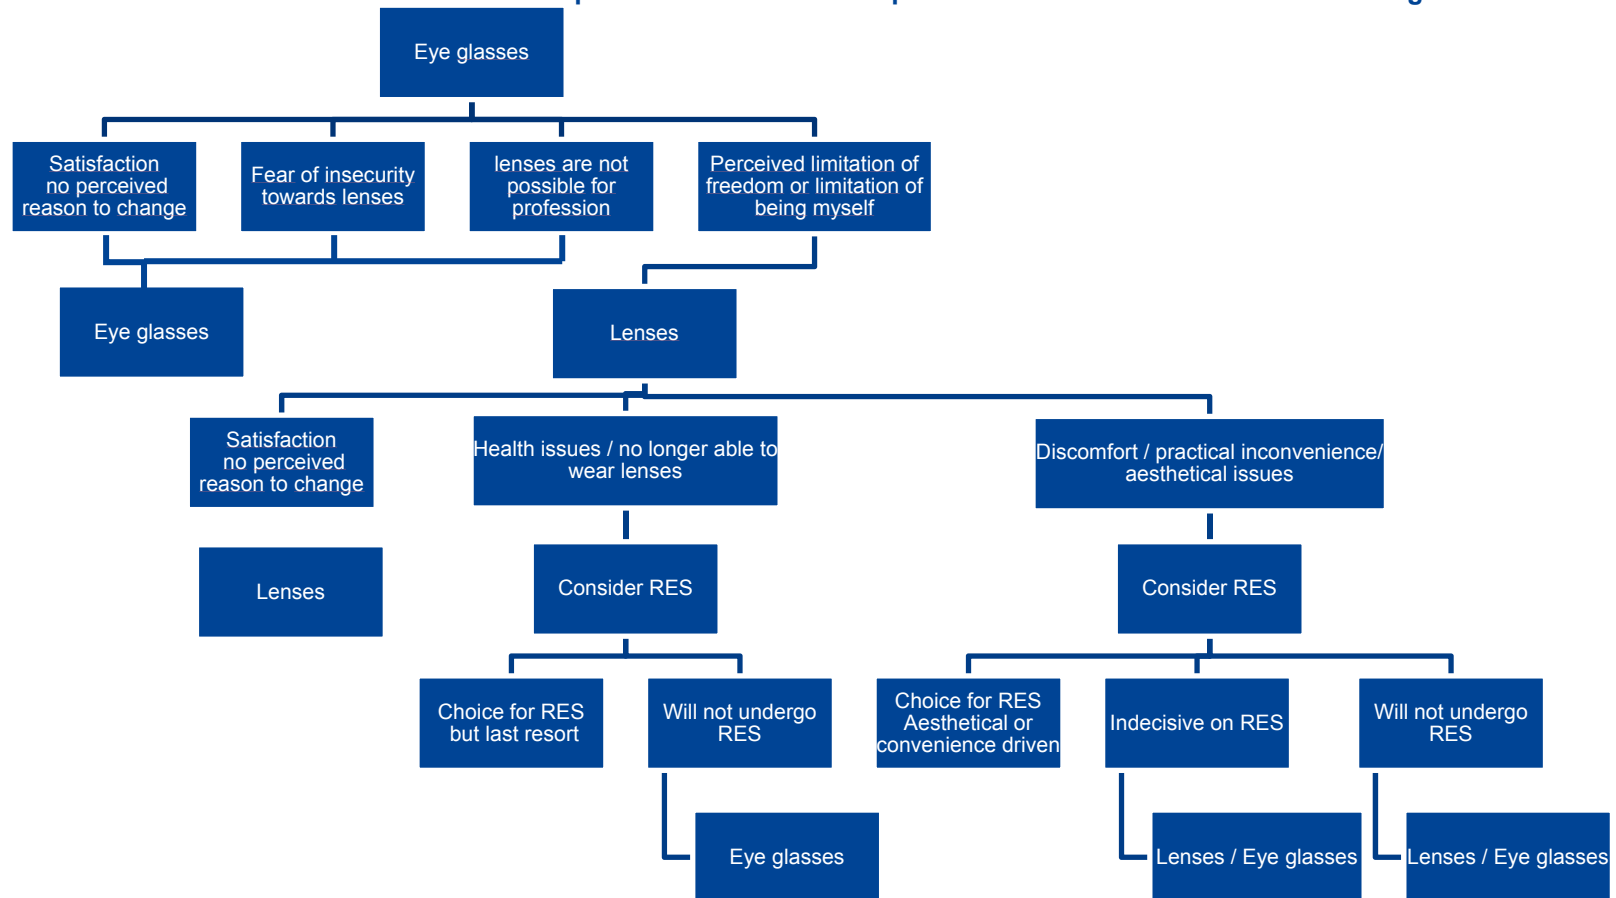 Eye glasses
Satisfaction
no perceived
reason to change
Fear of insecurity
towards lenses
lenses are not
possible for
profession
Perceived limitation of
freedom or limitation of
being myself
Eye glasses
Lenses
Satisfaction
no perceived
reason to change
Health issues / no longer able to
wear lenses
Discomfort / practical inconvenience/
aesthetical issues
Lenses
Consider RES
Consider RES
Choice for RES
but last resort
Will not undergo
RES
Choice for RES
Aesthetical or
convenience driven
Indecisive on RES
Will not undergo
RES
Eye glasses
Lenses / Eye glasses
Lenses / Eye glasses